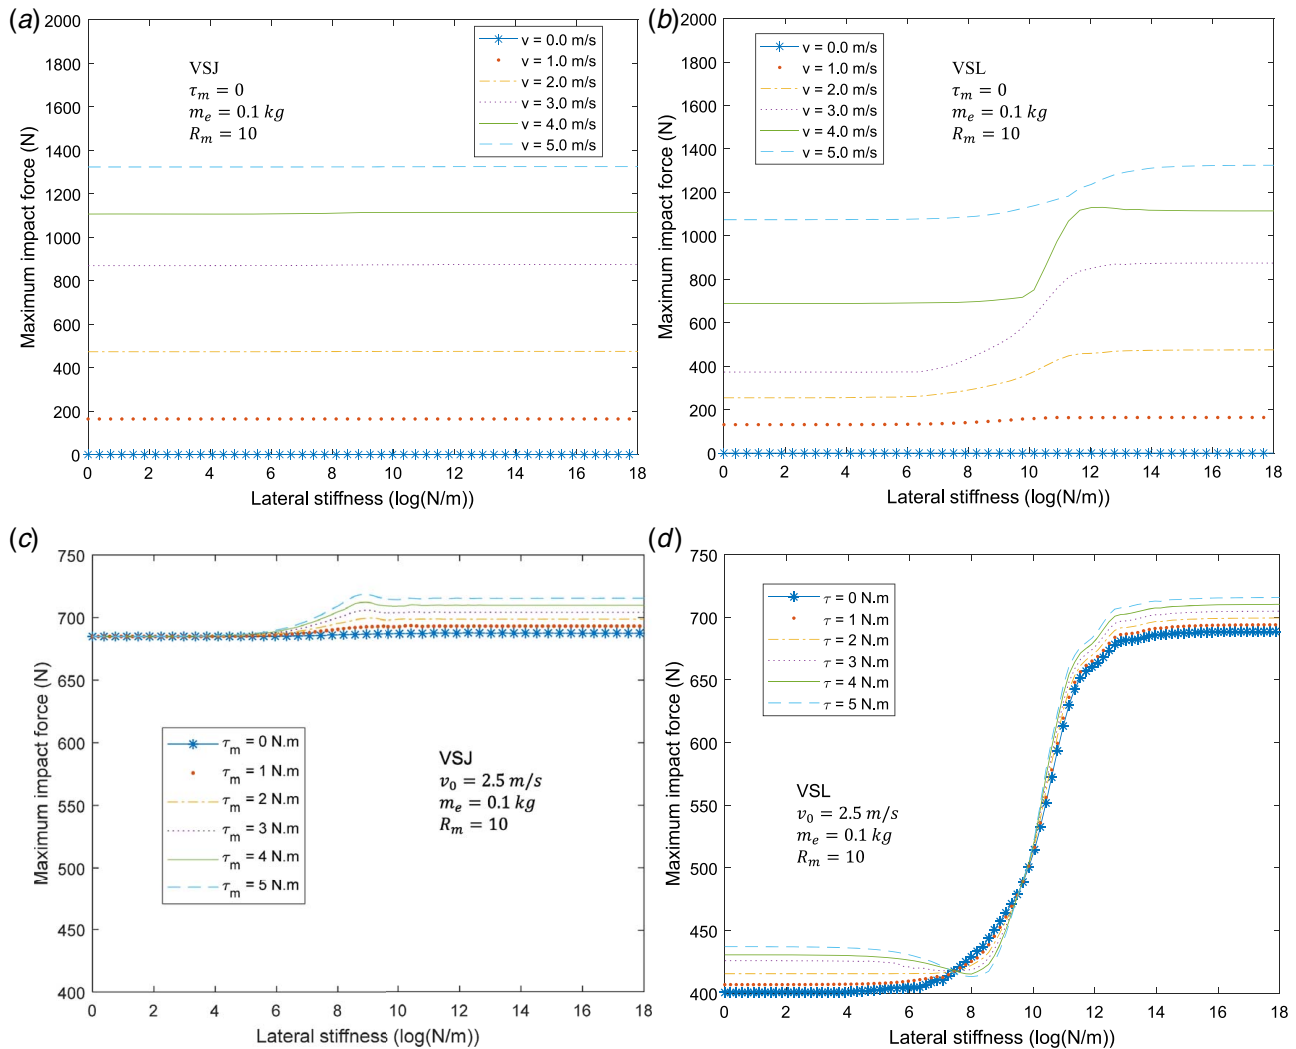 (a)
2000
1800
1600
1400
1200
1000
800
600
400
200
0
Maximum impact force (N)
VSJ
τm = 0
me = 0.1 kg
Rm = 10
v = 0.0 m/s
v = 1.0 m/s
v = 2.0 m/s
v = 3.0 m/s
v = 4.0 m/s
v = 5.0 m/s
0 2 4 6 8 10 12 14 16 18
Lateral stiffness (log(N/m))
(b)
2000
1800
1600
1400
1200
1000
800
600
400
200
0
Maximum impact force (N)
v = 0.0 m/s
v = 1.0 m/s
v = 2.0 m/s
v = 3.0 m/s
v = 4.0 m/s
v = 5.0 m/s
VSL
τm = 0
me = 0.1 kg
Rm = 10
0 2 4 6 8 10 12 14 16 18
Lateral stiffness (log(N/m))
(c)
750
700
650
600
550
500
450
400
Maximum impact force (N)
τm = 0 N.m
τm = 1 N.m
τm = 2 N.m
τm = 3 N.m
τm = 4 N.m
τm = 5 N.m
VSJ
v0 = 2.5 m/s
me = 0.1 kg
Rm = 10
0 2 4 6 8 10 12 14 16 18
Lateral stiffness (log(N/m))
(d)
750
700
650
600
550
500
450
400
Maximum impact force (N)
τ = 0 N.m
τ = 1 N.m
τ = 2 N.m
τ = 3 N.m
τ = 4 N.m
τ = 5 N.m
VSL
v0 = 2.5 m/s
me = 0.1 kg
Rm = 10
0 2 4 6 8 10 12 14 16 18
Lateral stiffness (log(N/m))